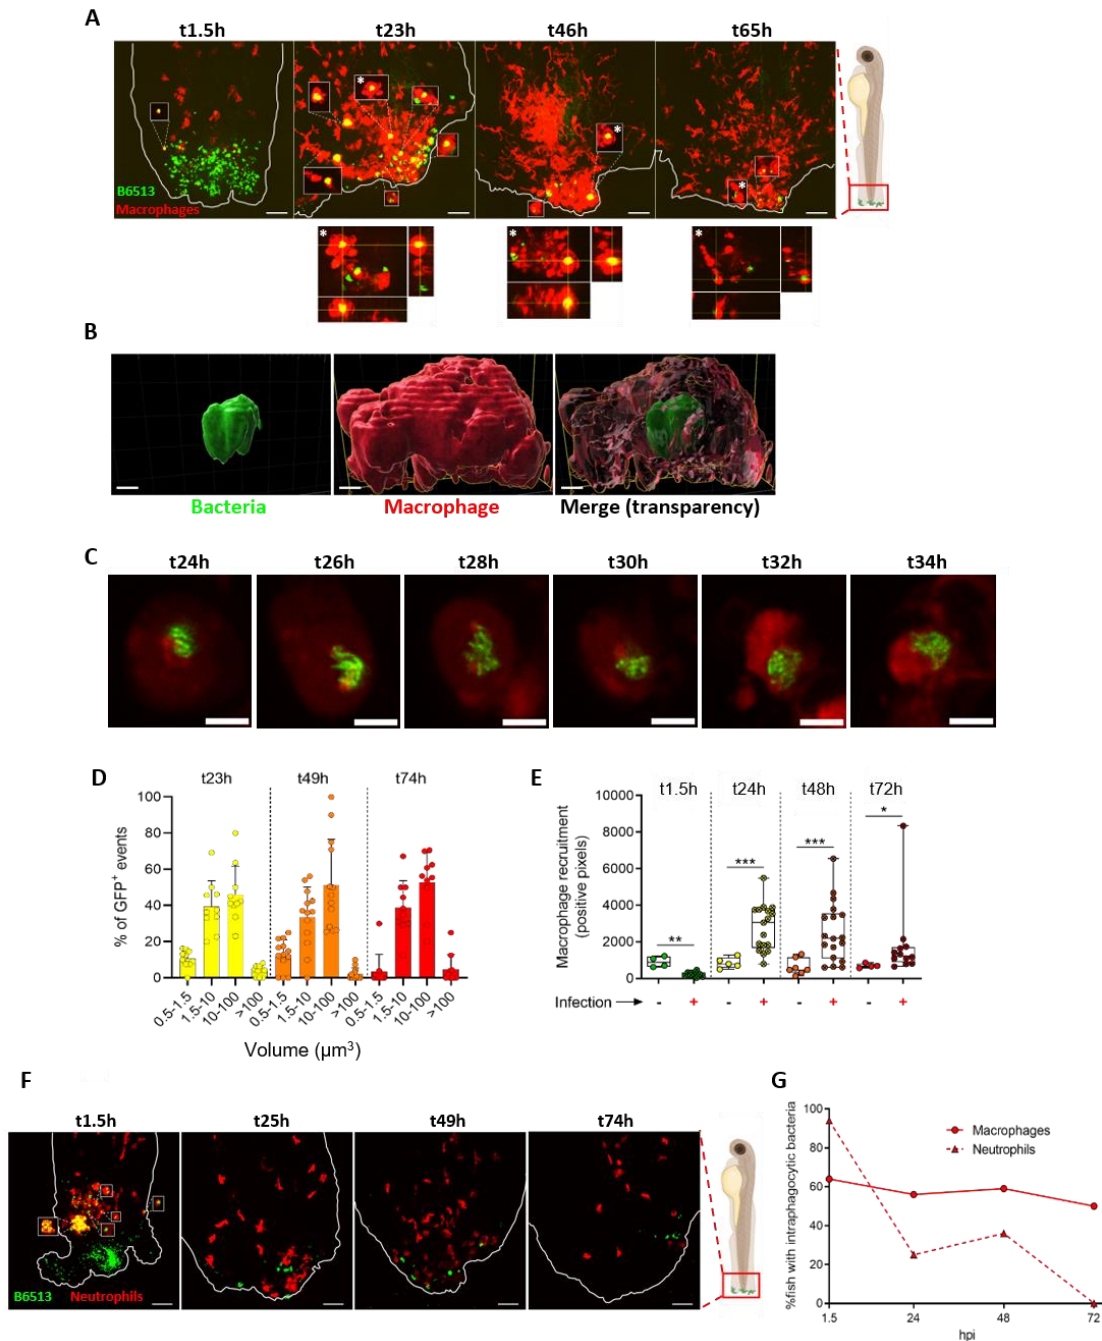 A
t1.5h t23h t46h t65h
* *
B6513
Macrophages
*
* * *
B
Bacteria Macrophage Merge (transparency)
C
t24h t26h t28h t30h t32h t34h
D
t23h t49h t74h
% of GFP+ events
100
80
60
40
20
0
0.5-1.5 1.5-10 10-100 >100 0.5-1.5 1.5-10 10-100 >100 0.5-1.5 1.5-10 10-100 >100
Volume (µm³)
E
t1.5h t24h t48h t72h
Macrophage recruitment
(positive pixels)
10000
8000
6000
4000
2000
0
** *** *** *
Infection - + - + - + - +
F
t1.5h t25h t49h t74h
B6513 Neutrophils
G
%fish with intraphagocytic bacteria
100
80
60
40
20
0
Macrophages
Neutrophils
1.5 24 48 72
hpi